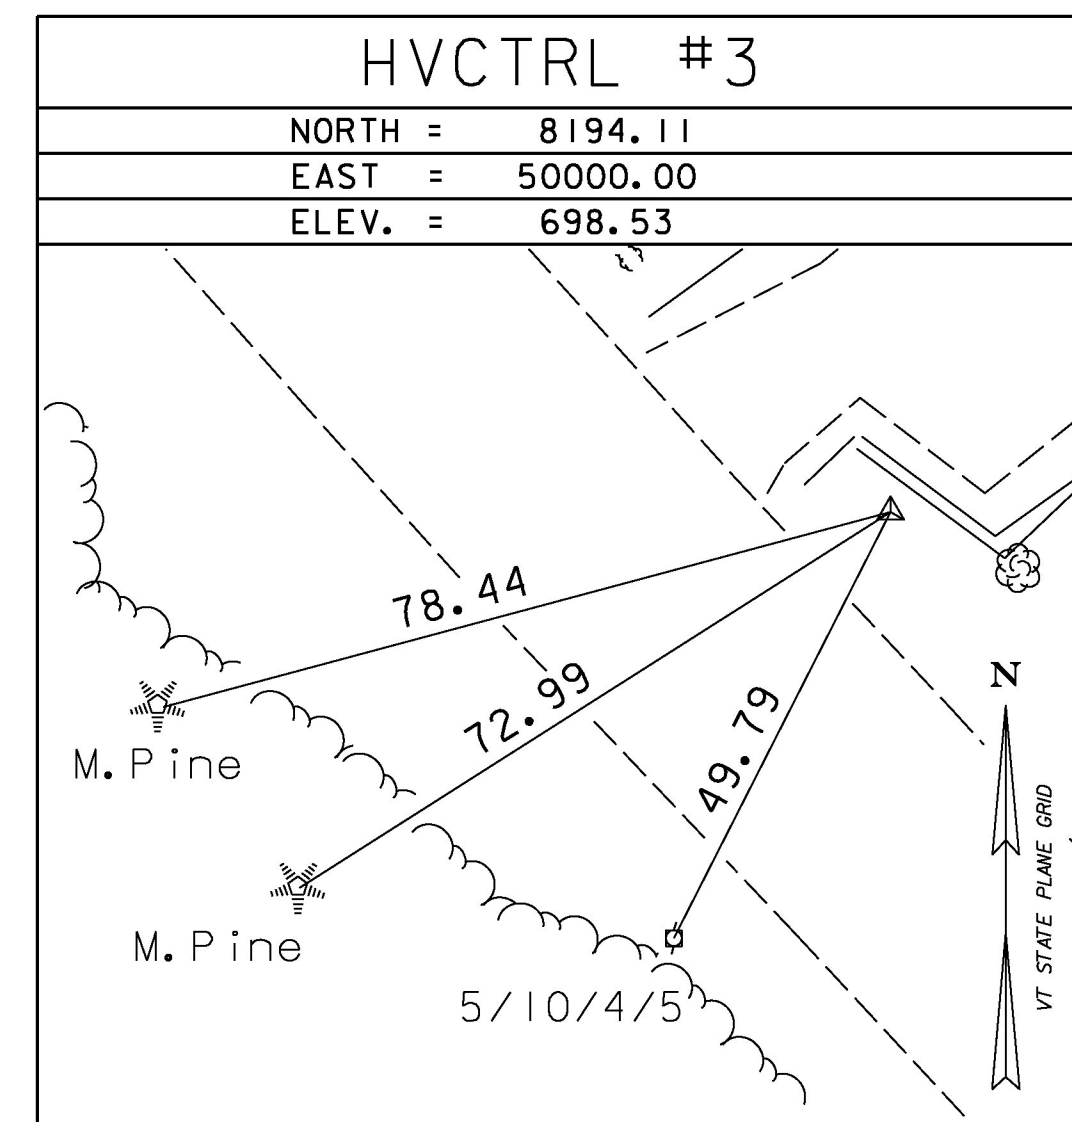 HVCTRL #3
NORTH = 8194.11
EAST = 50000.00
ELEV. = 698.53
78.44
72.99
49.79
N
M.Pine
VT STATE PLANE GRID
M.Pine
5/10/4/5